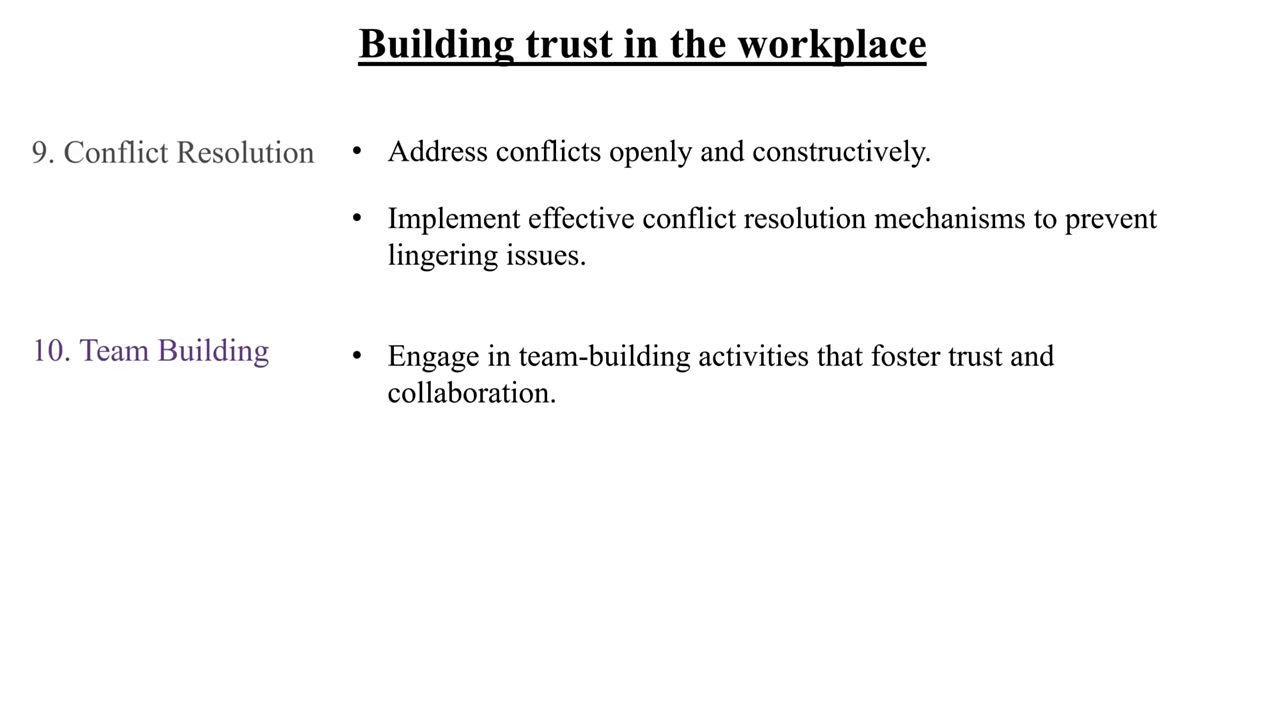 Building trust in the workplace
9. Conflict Resolution
• Address conflicts openly and constructively.
• Implement effective conflict resolution mechanisms to prevent
lingering issues.
10. Team Building
• Engage in team-building activities that foster trust and
collaboration.